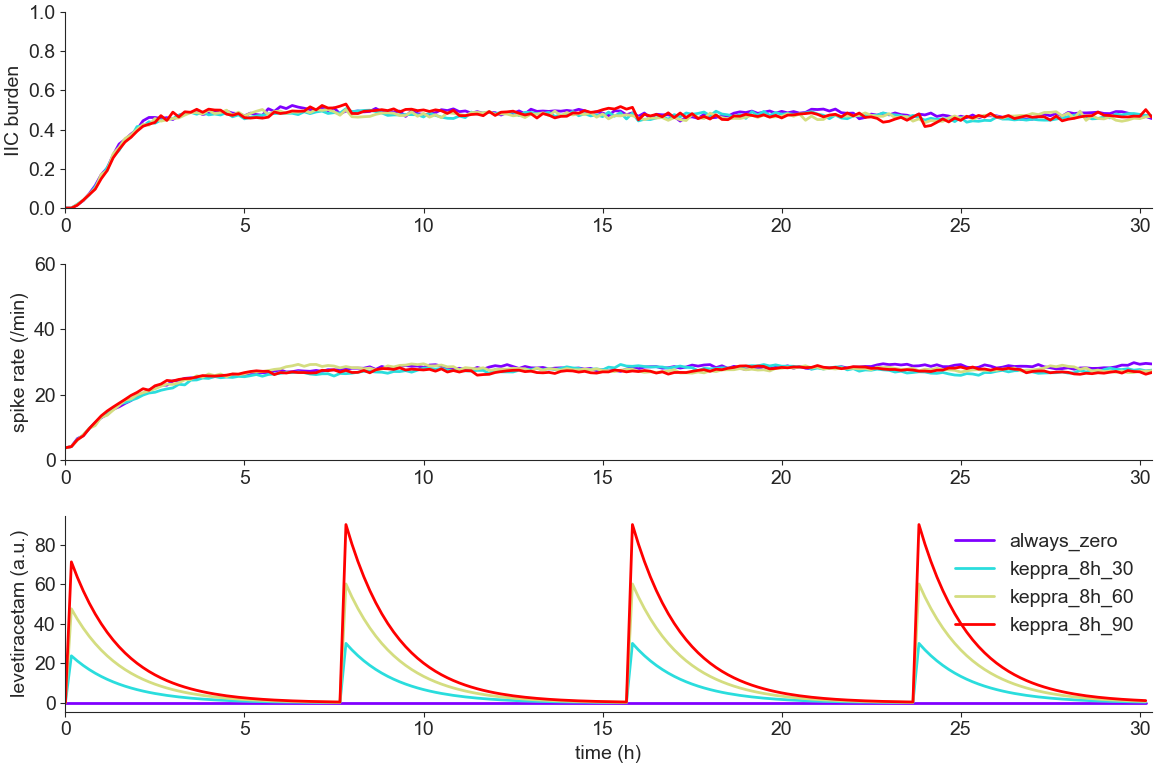 IIC burden
1.0
0.8
0.6
0.4
0.2
0.0
0 5 10 15 20 25 30
spike rate (/min)
60
40
20
0
0 5 10 15 20 25 30
levetiracetam (a.u.)
80
60
40
20
0
always_zero
keppra_8h_30
keppra_8h_60
keppra_8h_90
0 5 10 15 20 25 30
time (h)